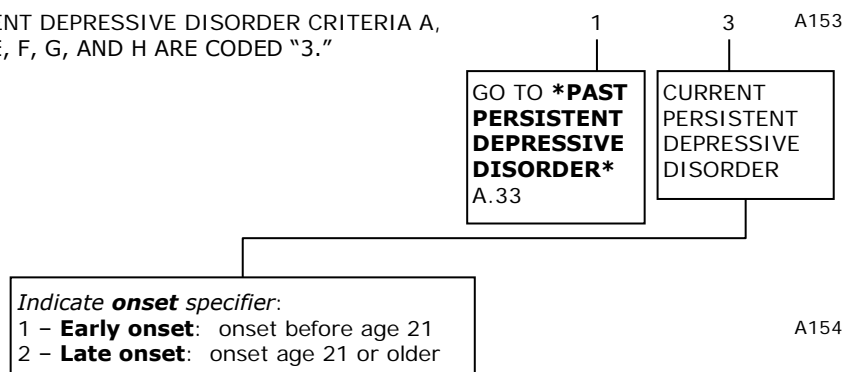 NT DEPRESSIVE DISORDER CRITERIA A, 1 3 A153
, F, G, AND H ARE CODED “3.”
GO TO *PAST
PERSISTENT
DEPRESSIVE
DISORDER*
A.33
CURRENT
PERSISTENT
DEPRESSIVE
DISORDER
Indicate onset specifier:
1 – Early onset: onset before age 21
2 – Late onset: onset age 21 or older
A154